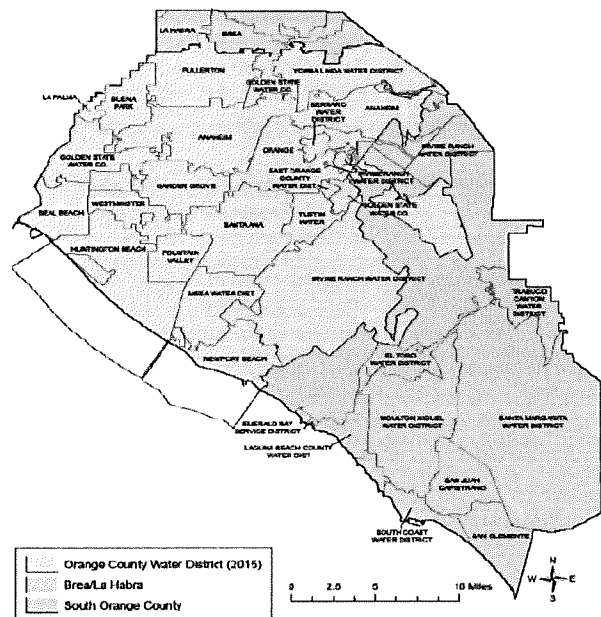 LA HABRA
BREA
FULLERTON
YORBA LINDA WATER DISTRICT
GOLDEN STATE
WATER CO.
LA PALMA
BUENA
PARK
SERRANO
WATER
DISTRICT
ANAHEIM
ANAHEIM
ORANGE
IRVINE RANCH
WATER DISTRICT
GOLDEN STATE
WATER CO.
EAST ORANGE
COUNTY
WATER DIST.
WATER DISTRICT
GARDEN GROVE
GOLDEN STATE
WATER CO.
SEAL BEACH
WESTMINSTER
SANTA ANA
TUSTIN
WATER
HUNTINGTON BEACH
FOUNTAIN
VALLEY
IRVINE RANCH WATER DISTRICT
TRABUCO
CANYON
WATER
DISTRICT
MESA WATER DIST.
NEWPORT BEACH
EL TORO
WATER DISTRICT
EMERALD BAY
SERVICE DISTRICT
MOULTON NIGUEL
WATER DISTRICT
SANTA MARGARITA
WATER DISTRICT
LAGUNA BEACH COUNTY
WATER DIST.
SAN JUAN
CAPISTRANO
SOUTH COAST
WATER DISTRICT
SAN CLEMENTE
Orange County Water District (2015)
Brea/La Habra
South Orange County
0 2.5 5 10 Miles
N
W E
S